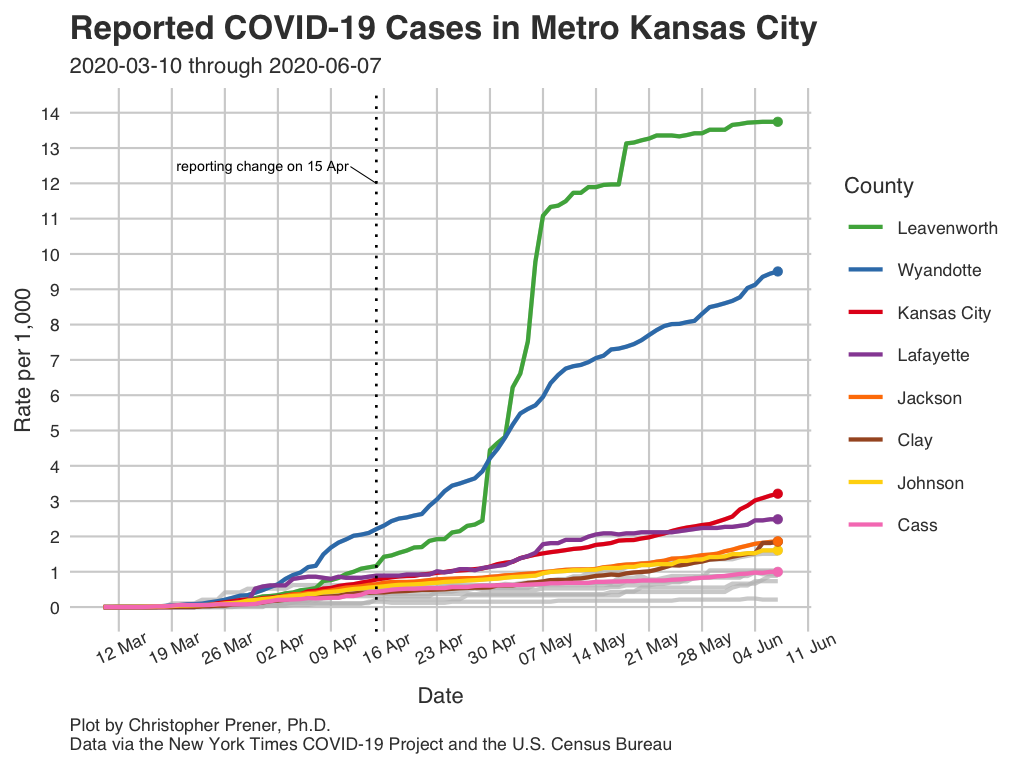 Reported COVID-19 Cases in Metro Kansas City
2020-03-10 through 2020-06-07
Rate per 1,000
14
13
12
11
10
9
8
7
6
5
4
3
2
1
0
reporting change on 15 Apr
12 Mar
19 Mar
26 Mar
02 Apr
09 Apr
16 Apr
23 Apr
30 Apr
07 May
14 May
21 May
28 May
04 Jun
11 Jun
Date
County
Leavenworth
Wyandotte
Kansas City
Lafayette
Jackson
Clay
Johnson
Cass
Plot by Christopher Prener, Ph.D.
Data via the New York Times COVID-19 Project and the U.S. Census Bureau